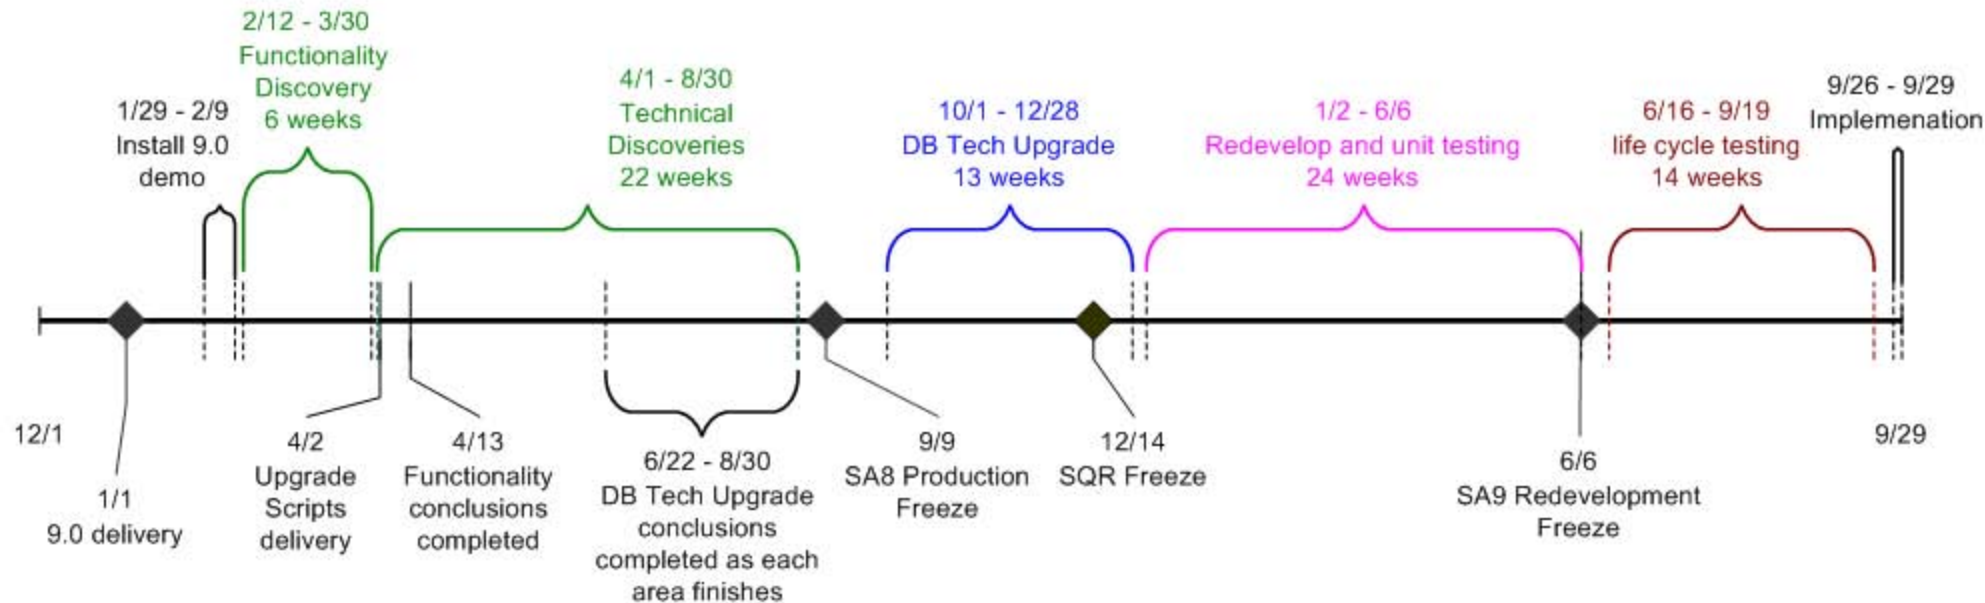 2/12 - 3/30
Functionality
Discovery
6 weeks
1/29 - 2/9
Install 9.0
demo
4/1 - 8/30
Technical
Discoveries
22 weeks
10/1 - 12/28
DB Tech Upgrade
13 weeks
1/2 - 6/6
Redevelop and unit testing
24 weeks
6/16 - 9/19
life cycle testing
14 weeks
9/26 - 9/29
Implemenation
12/1
1/1
9.0 delivery
4/2
Upgrade
Scripts
delivery
4/13
Functionality
conclusions
completed
6/22 - 8/30
DB Tech Upgrade
conclusions
completed as each
area finishes
9/9
SA8 Production
Freeze
12/14
SQR Freeze
6/6
SA9 Redevelopment
Freeze
9/29